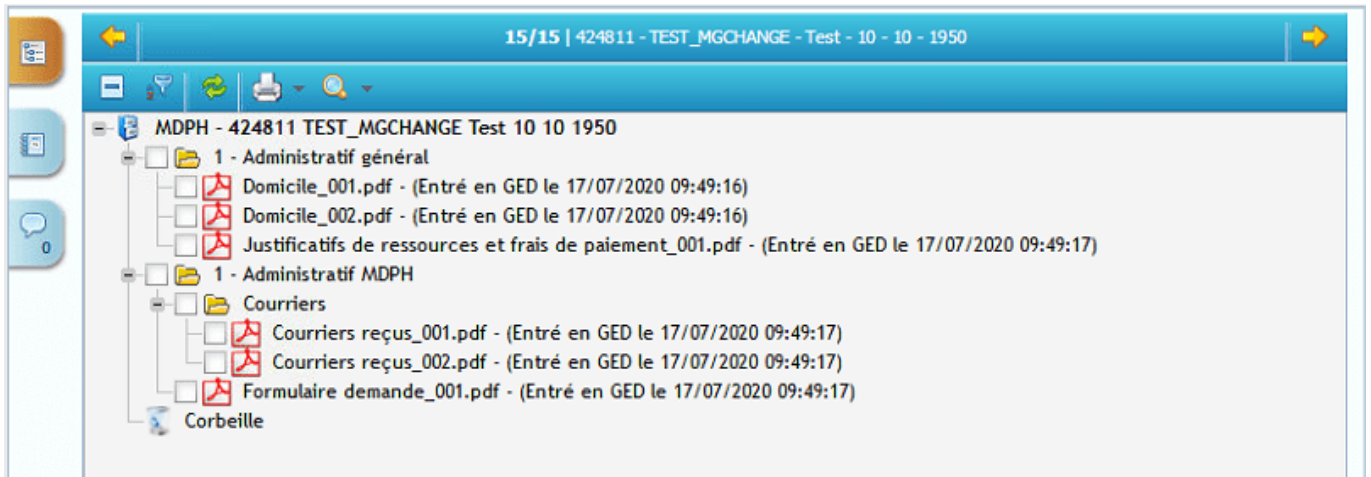 15/15 | 424811 - TEST_MGCHANGE - Test - 10 - 10 - 1950
MDPH - 424811 TEST_MGCHANGE Test 10 10 1950
1 - Administratif général
Domicile_001.pdf - (Entré en GED le 17/07/2020 09:49:16)
Domicile_002.pdf - (Entré en GED le 17/07/2020 09:49:16)
0
Justificatifs de ressources et frais de paiement_001.pdf - (Entré en GED le 17/07/2020 09:49:17)
1 - Administratif MDPH
Courriers
Courriers reçus_001.pdf - (Entré en GED le 17/07/2020 09:49:17)
Courriers reçus_002.pdf - (Entré en GED le 17/07/2020 09:49:17)
Formulaire demande_001.pdf - (Entré en GED le 17/07/2020 09:49:17)
Corbeille